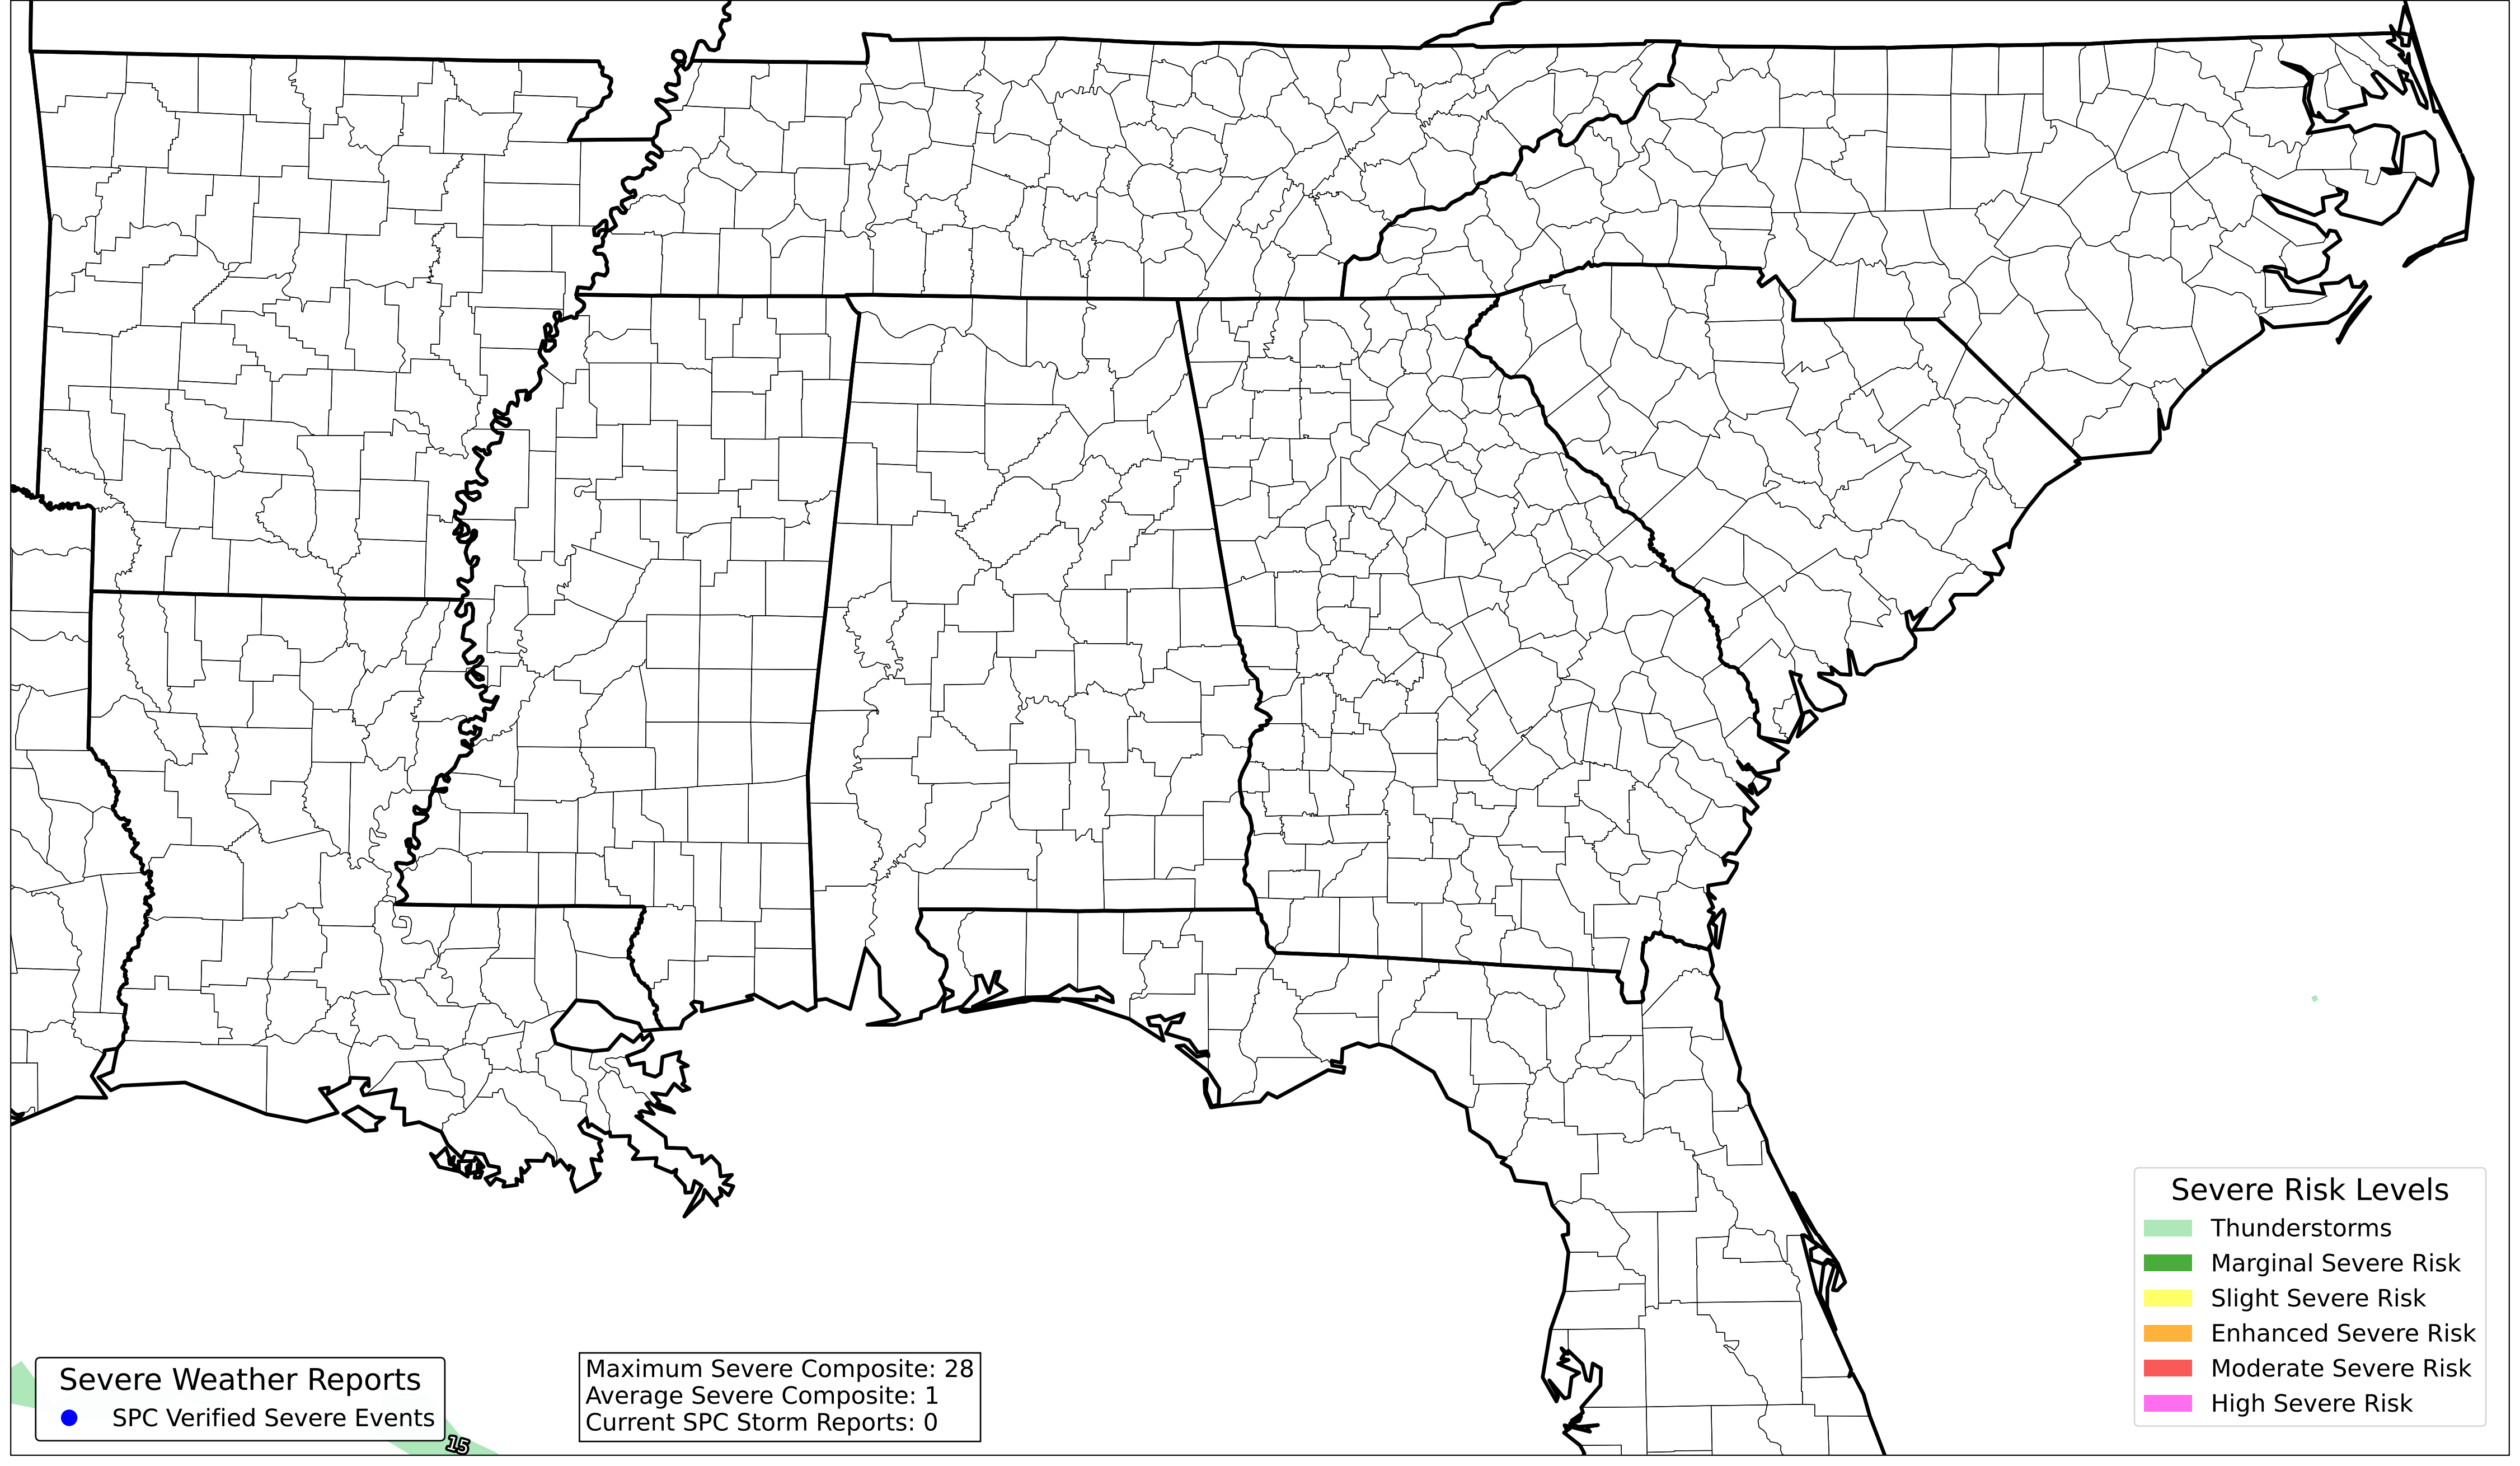 Severe Risk Levels
Thunderstorms
Marginal Severe Risk
Slight Severe Risk
Enhanced Severe Risk
Moderate Severe Risk
High Severe Risk
Severe Weather Reports
SPC Verified Severe Events
15
Maximum Severe Composite: 28
Average Severe Composite: 1
Current SPC Storm Reports: 0